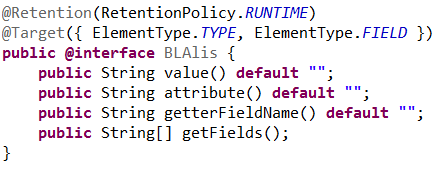 @Retention(RetentionPolicy.RUNTIME)
@Target({ ElementType.TYPE, ElementType.FIELD })
public @interface BLAlis {
    public String value() default "";
    public String attribute() default "";
    public String getterFieldName() default "";
    public String[] getFields();
}